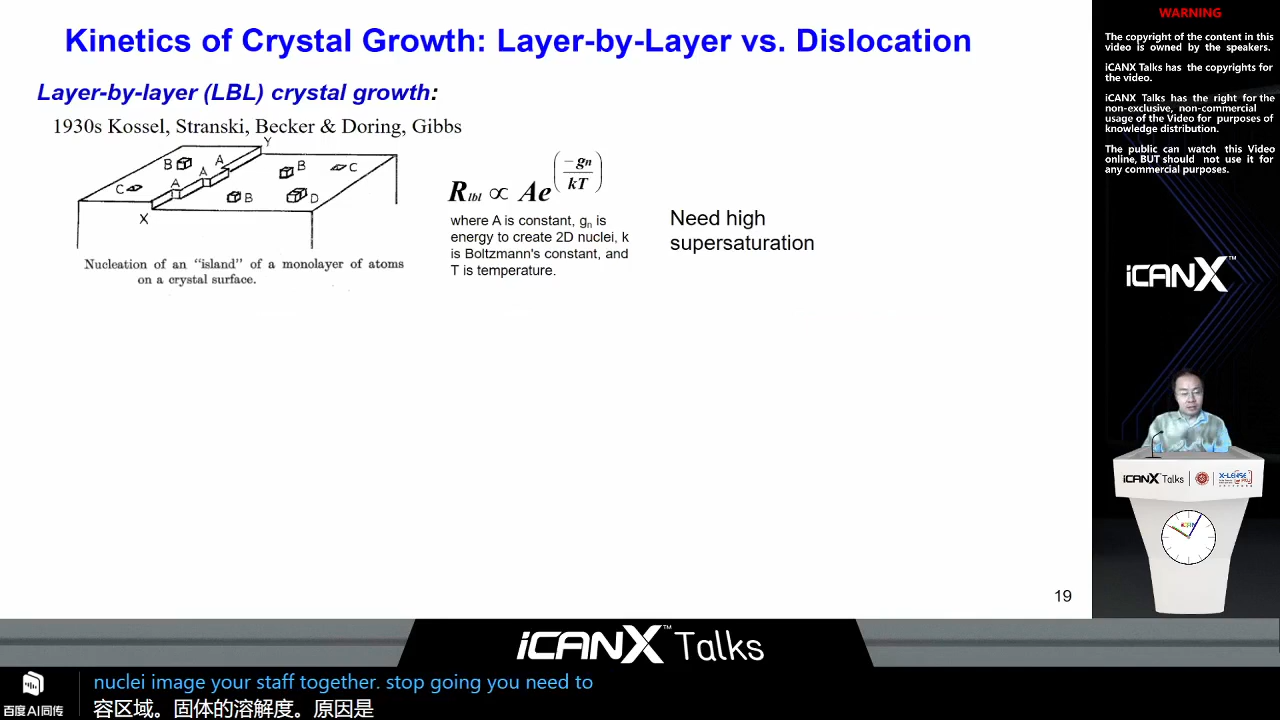 Kinetics of Crystal Growth: Layer-by-Layer vs. Dislocation
Layer-by-layer (LBL) crystal growth:
1930s Kossel, Stranski, Becker & Doring, Gibbs
Y
B
A
A
A
B
C
C
B
D
X
Nucleation of an "island" of a monolayer of atoms
on a crystal surface.
R_lbl ∝ Ae^(−g_n/kT)
where A is constant, gn is
energy to create 2D nuclei, k
is Boltzmann's constant, and
T is temperature.
Need high
supersaturation
19
WARNING
The copyright of the content in this
video is owned by the speakers.
iCANX Talks has the copyrights for
the video.
iCANX Talks has the right for the
non-exclusive, non-commercial
usage of the Video for purposes of
knowledge distribution.
The public can watch this Video
online, BUT should not use it for
any commercial purposes.
iCANX™
iCANX Talks
X-LENSE
iCANX™ Talks
nuclei image your staff together. stop going you need to
容区域。固体的溶解度。原因是
百度AI同传